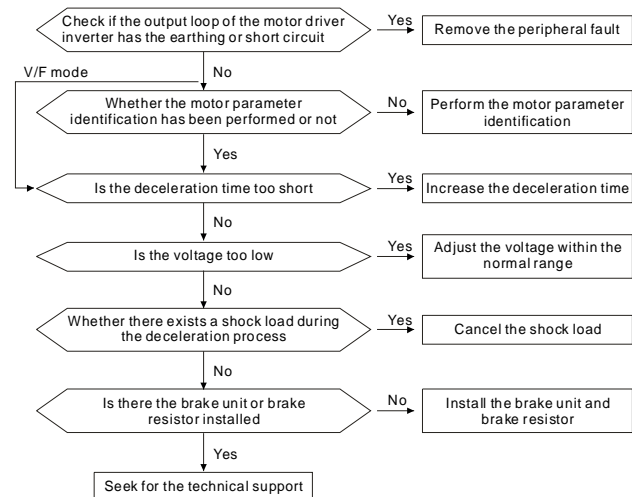 Check if the output loop of the motor driver
inverter has the earthing or short circuit
Yes
Remove the peripheral fault
V/F mode
No
Whether the motor parameter
identification has been performed or not
No
Perform the motor parameter
identification
Yes
Is the deceleration time too short
Yes
Increase the deceleration time
No
Is the voltage too low
Yes
Adjust the voltage within the
normal range
No
Whether there exists a shock load during
the deceleration process
Yes
Cancel the shock load
No
Is there the brake unit or brake
resistor installed
No
Install the brake unit and
brake resistor
Yes
Seek for the technical support